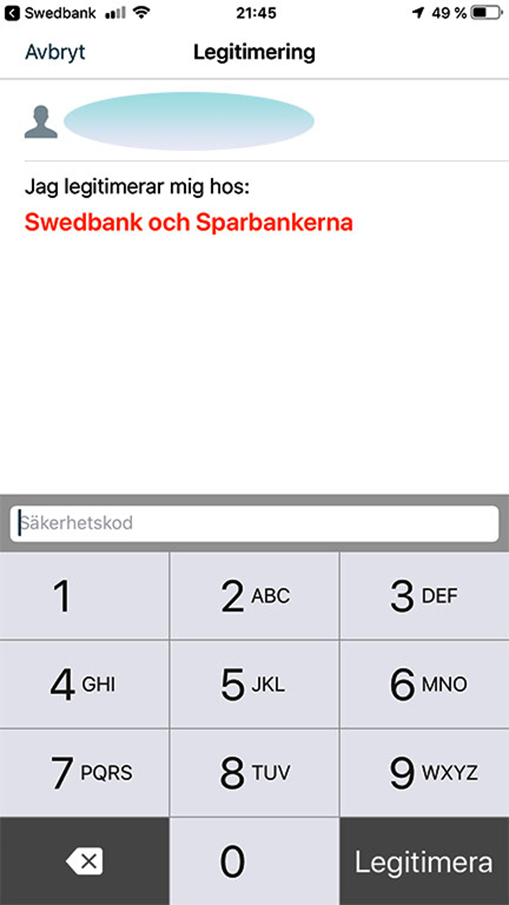 Swedbank 21:45 49 %
Avbryt Legitimering
Jag legitimerar mig hos:
Swedbank och Sparbankerna
Säkerhetskod
1 2 ABC 3 DEF
4 GHI 5 JKL 6 MNO
7 PQRS 8 TUV 9 WXYZ
0 Legitimera